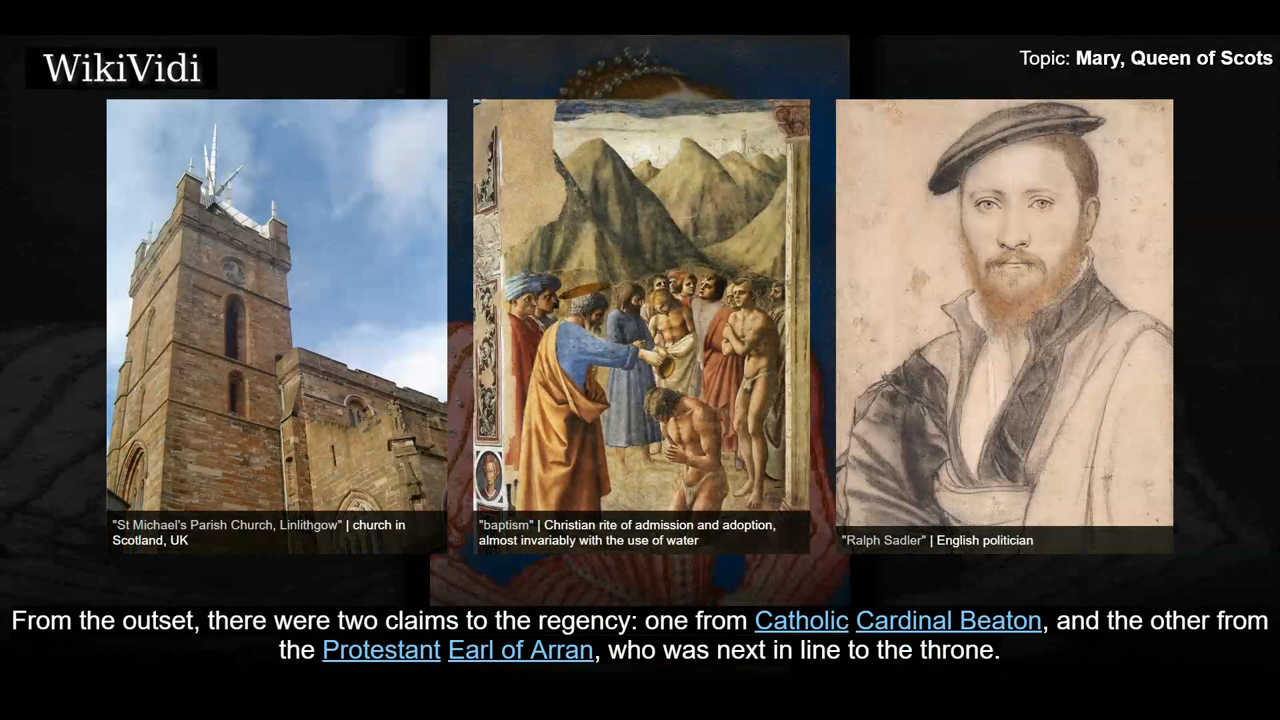 WikiVidi
Topic: Mary, Queen of Scots
"St Michael's Parish Church, Linlithgow" | church in
Scotland, UK
"baptism" | Christian rite of admission and adoption,
almost invariably with the use of water
"Ralph Sadler" | English politician
From the outset, there were two claims to the regency: one from Catholic Cardinal Beaton, and the other from
the Protestant Earl of Arran, who was next in line to the throne.